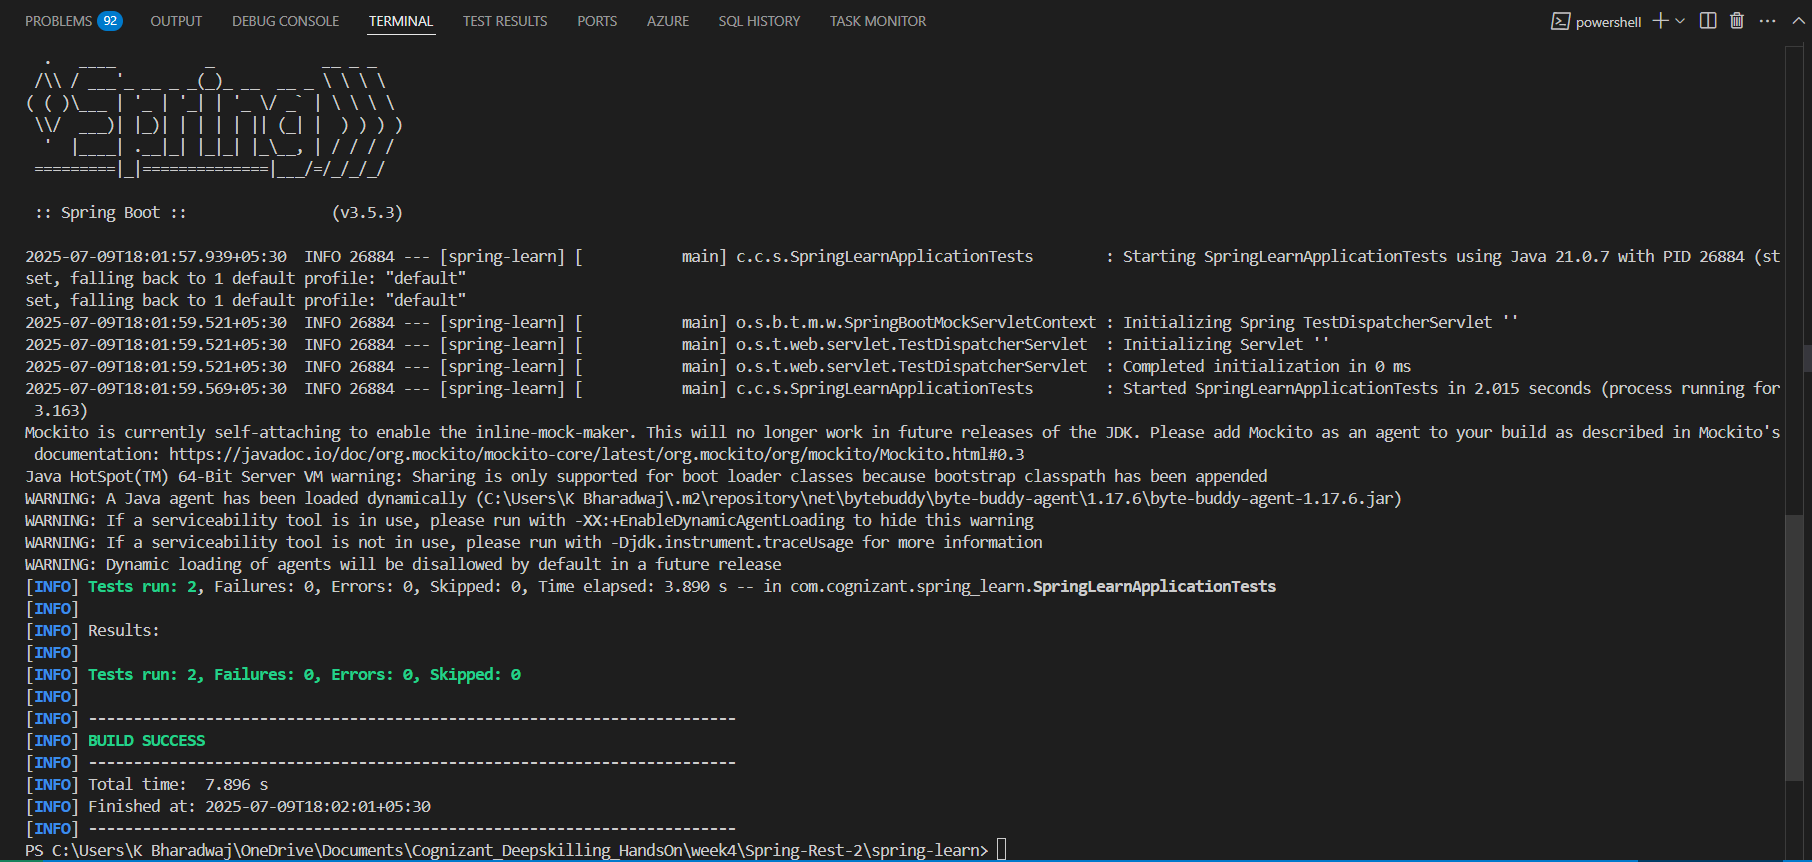 PROBLEMS 92 OUTPUT DEBUG CONSOLE TERMINAL TEST RESULTS PORTS AZURE SQL HISTORY TASK MONITOR powershell
  .   ____          _            __ _ _
 /\\ / ___'_ __ _ _(_)_ __  __ _ \ \ \ \
( ( )\___ | '_ | '_| | '_ \/ _` | \ \ \ \
 \\/  ___)| |_)| | | | | || (_| |  ) ) ) )
  '  |____| .__|_| |_|_| |_\__, | / / / /
 =========|_|==============|___/=/_/_/_/
 :: Spring Boot ::                (v3.5.3)
2025-07-09T18:01:57.939+05:30  INFO 26884 --- [spring-learn] [           main] c.c.s.SpringLearnApplicationTests        : Starting SpringLearnApplicationTests using Java 21.0.7 with PID 26884 (st
set, falling back to 1 default profile: "default"
set, falling back to 1 default profile: "default"
2025-07-09T18:01:59.521+05:30  INFO 26884 --- [spring-learn] [           main] o.s.b.t.m.w.SpringBootMockServletContext : Initializing Spring TestDispatcherServlet ''
2025-07-09T18:01:59.521+05:30  INFO 26884 --- [spring-learn] [           main] o.s.t.web.servlet.TestDispatcherServlet  : Initializing Servlet ''
2025-07-09T18:01:59.521+05:30  INFO 26884 --- [spring-learn] [           main] o.s.t.web.servlet.TestDispatcherServlet  : Completed initialization in 0 ms
2025-07-09T18:01:59.569+05:30  INFO 26884 --- [spring-learn] [           main] c.c.s.SpringLearnApplicationTests        : Started SpringLearnApplicationTests in 2.015 seconds (process running for
 3.163)
Mockito is currently self-attaching to enable the inline-mock-maker. This will no longer work in future releases of the JDK. Please add Mockito as an agent to your build as described in Mockito's
 documentation: https://javadoc.io/doc/org.mockito/mockito-core/latest/org.mockito/org/mockito/Mockito.html#0.3
Java HotSpot(TM) 64-Bit Server VM warning: Sharing is only supported for boot loader classes because bootstrap classpath has been appended
WARNING: A Java agent has been loaded dynamically (C:\Users\K Bharadwaj\.m2\repository\net\bytebuddy\byte-buddy-agent\1.17.6\byte-buddy-agent-1.17.6.jar)
WARNING: If a serviceability tool is in use, please run with -XX:+EnableDynamicAgentLoading to hide this warning
WARNING: If a serviceability tool is not in use, please run with -Djdk.instrument.traceUsage for more information
WARNING: Dynamic loading of agents will be disallowed by default in a future release
[INFO] Tests run: 2, Failures: 0, Errors: 0, Skipped: 0, Time elapsed: 3.890 s -- in com.cognizant.spring_learn.SpringLearnApplicationTests
[INFO]
[INFO] Results:
[INFO]
[INFO] Tests run: 2, Failures: 0, Errors: 0, Skipped: 0
[INFO]
[INFO] ------------------------------------------------------------------------
[INFO] BUILD SUCCESS
[INFO] ------------------------------------------------------------------------
[INFO] Total time:  7.896 s
[INFO] Finished at: 2025-07-09T18:02:01+05:30
[INFO] ------------------------------------------------------------------------
PS C:\Users\K Bharadwaj\OneDrive\Documents\Cognizant_Deepskilling_HandsOn\week4\Spring-Rest-2\spring-learn>